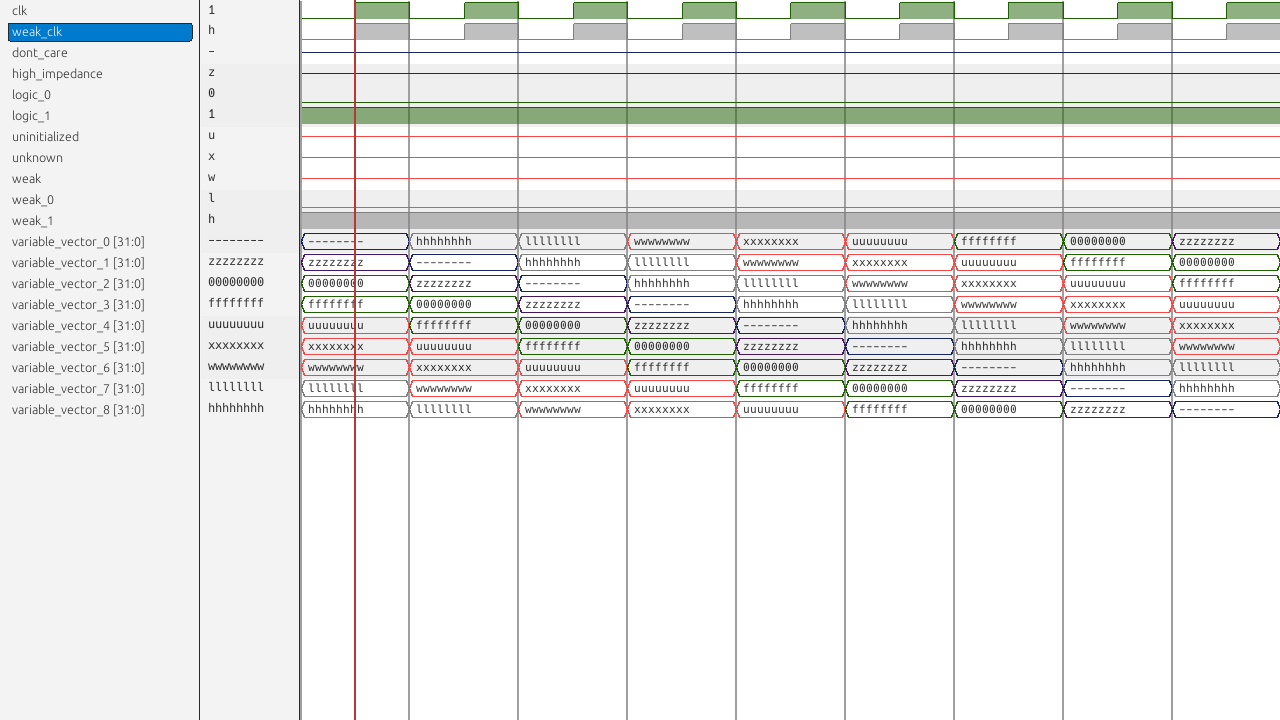 clk 1
weak_clk h
dont_care -
high_impedance z
logic_0 0
logic_1 1
uninitialized u
unknown x
weak w
weak_0 l
weak_1 h
variable_vector_0 [31:0] -------- -------- hhhhhhhh llllllll wwwwwwww xxxxxxxx uuuuuuuu ffffffff 00000000 zzzzzzzz
variable_vector_1 [31:0] zzzzzzzz zzzzzzzz -------- hhhhhhhh llllllll wwwwwwww xxxxxxxx uuuuuuuu ffffffff 00000000
variable_vector_2 [31:0] 00000000 00000000 zzzzzzzz -------- hhhhhhhh llllllll wwwwwwww xxxxxxxx uuuuuuuu ffffffff
variable_vector_3 [31:0] ffffffff ffffffff 00000000 zzzzzzzz -------- hhhhhhhh llllllll wwwwwwww xxxxxxxx uuuuuuuu
variable_vector_4 [31:0] uuuuuuuu uuuuuuuu ffffffff 00000000 zzzzzzzz -------- hhhhhhhh llllllll wwwwwwww xxxxxxxx
variable_vector_5 [31:0] xxxxxxxx xxxxxxxx uuuuuuuu ffffffff 00000000 zzzzzzzz -------- hhhhhhhh llllllll wwwwwwww
variable_vector_6 [31:0] wwwwwwww wwwwwwww xxxxxxxx uuuuuuuu ffffffff 00000000 zzzzzzzz -------- hhhhhhhh llllllll
variable_vector_7 [31:0] llllllll llllllll wwwwwwww xxxxxxxx uuuuuuuu ffffffff 00000000 zzzzzzzz -------- hhhhhhhh
variable_vector_8 [31:0] hhhhhhhh hhhhhhhh llllllll wwwwwwww xxxxxxxx uuuuuuuu ffffffff 00000000 zzzzzzzz --------